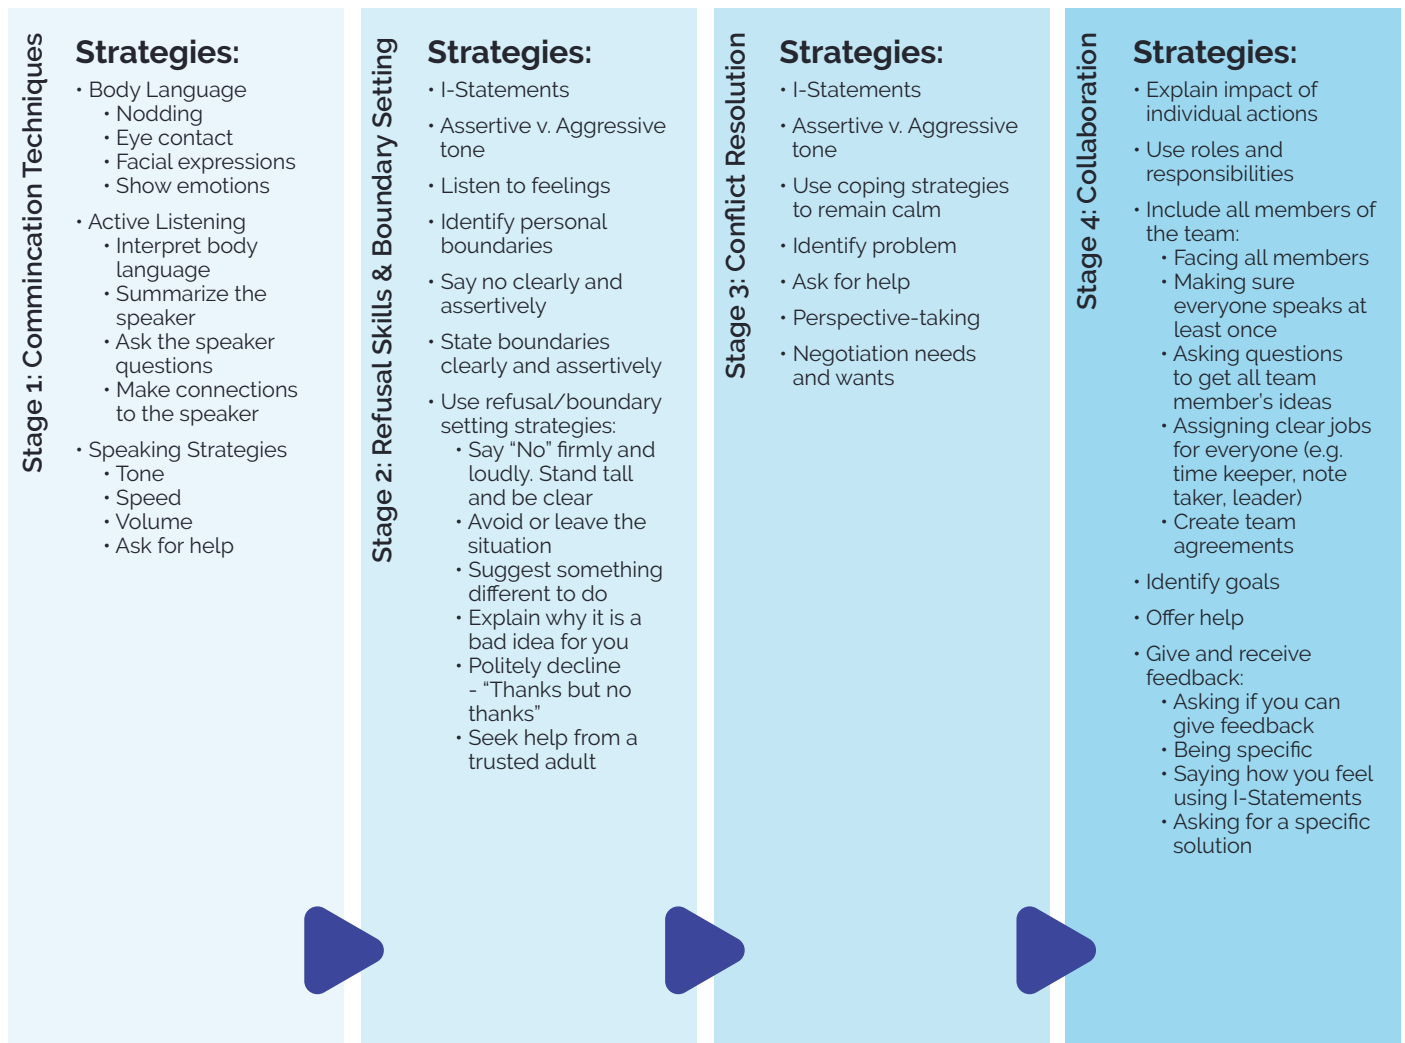 Stage 1: Commincation Techniques
Strategies:
• Body Language
• Nodding
• Eye contact
• Facial expressions
• Show emotions
• Active Listening
• Interpret body
language
• Summarize the
speaker
• Ask the speaker
questions
• Make connections
to the speaker
• Speaking Strategies
• Tone
• Speed
• Volume
• Ask for help
Stage 2: Refusal Skills & Boundary Setting
Strategies:
• I-Statements
• Assertive v. Aggressive
tone
• Listen to feelings
• Identify personal
boundaries
• Say no clearly and
assertively
• State boundaries
clearly and assertively
• Use refusal/boundary
setting strategies:
• Say “No” firmly and
loudly. Stand tall
and be clear
• Avoid or leave the
situation
• Suggest something
different to do
• Explain why it is a
bad idea for you
• Politely decline
- “Thanks but no
thanks”
• Seek help from a
trusted adult
Stage 3: Conflict Resolution
Strategies:
• I-Statements
• Assertive v. Aggressive
tone
• Use coping strategies
to remain calm
• Identify problem
• Ask for help
• Perspective-taking
• Negotiation needs
and wants
Stage 4: Collaboration
Strategies:
• Explain impact of
individual actions
• Use roles and
responsibilities
• Include all members of
the team:
• Facing all members
• Making sure
everyone speaks at
least once
• Asking questions
to get all team
member’s ideas
• Assigning clear jobs
for everyone (e.g.
time keeper, note
taker, leader)
• Create team
agreements
• Identify goals
• Offer help
• Give and receive
feedback:
• Asking if you can
give feedback
• Being specific
• Saying how you feel
using I-Statements
• Asking for a specific
solution